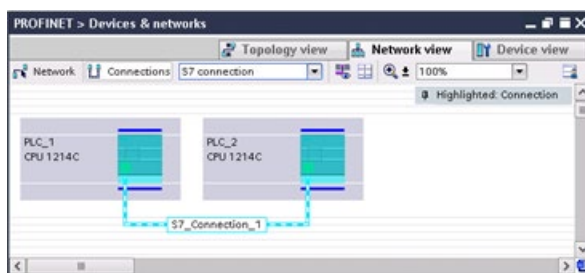 PROFINET > Devices & networks
Topology view
Network view
Device view
Network
Connections
S7 connection
100%
Highlighted: Connection
PLC_1
CPU 1214C
PLC_2
CPU 1214C
S7_Connection_1